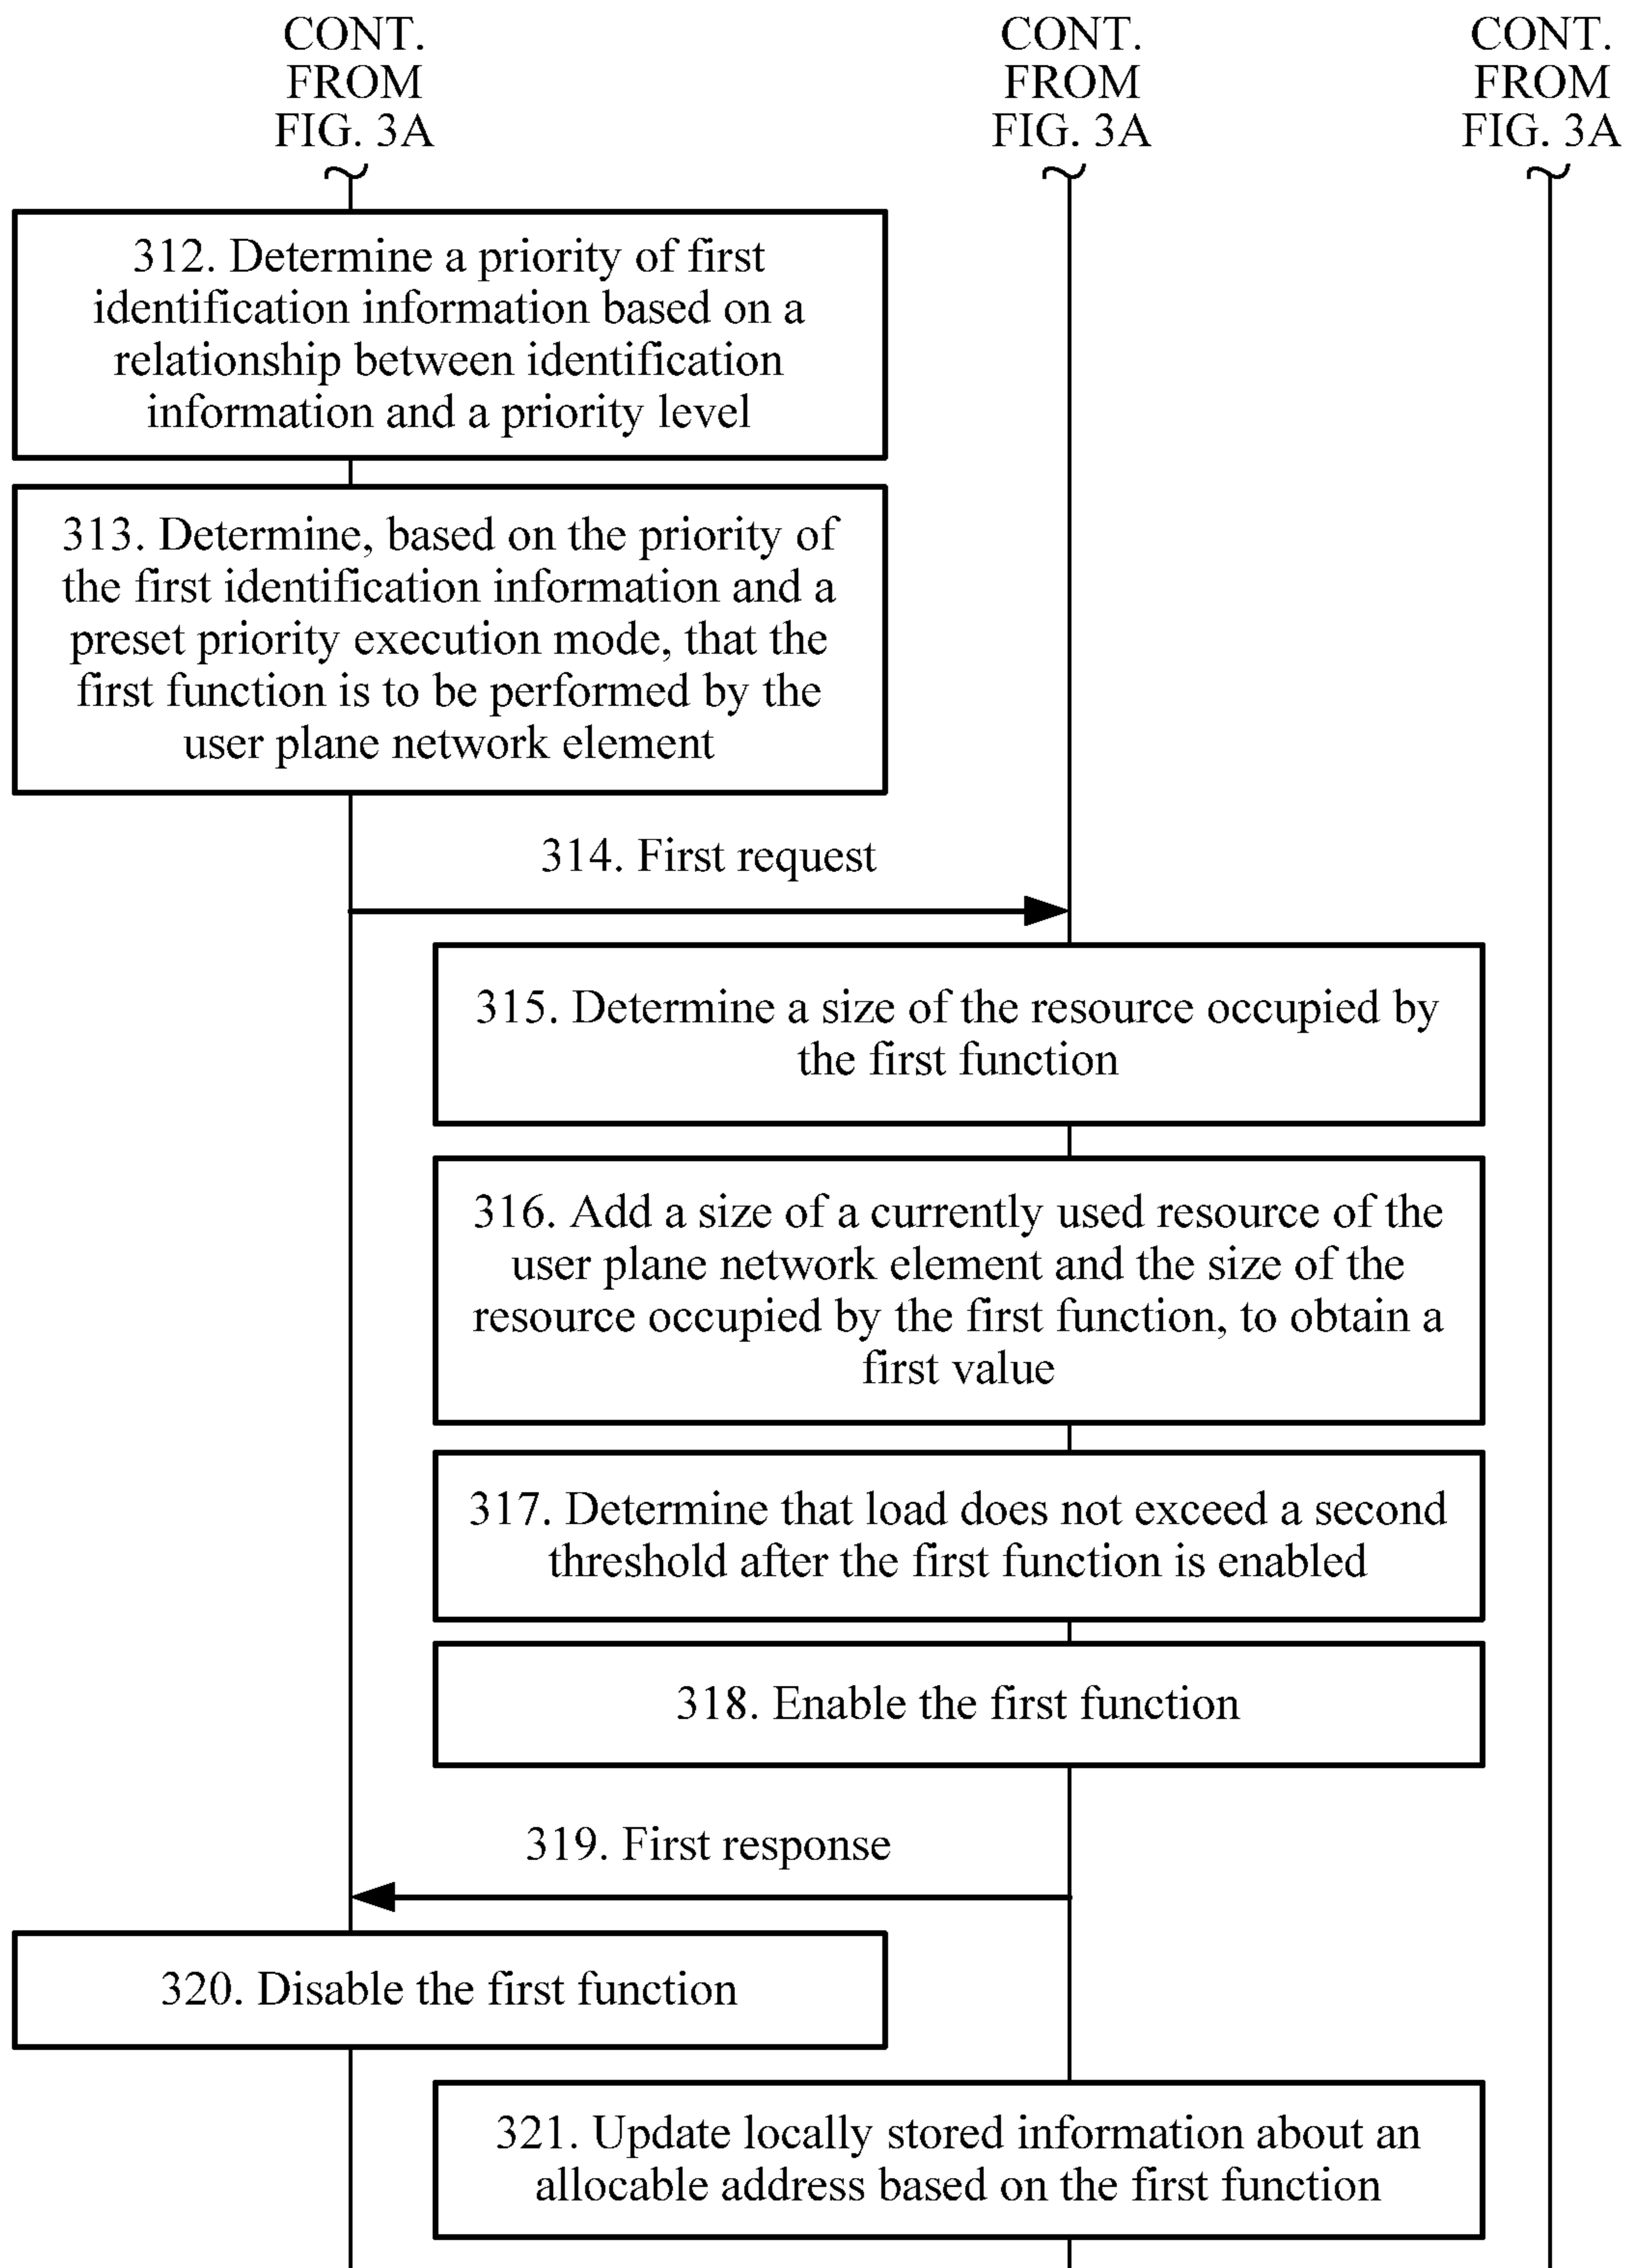 CONT.
FROM
FIG. 3A
CONT.
FROM
FIG. 3A
CONT.
FROM
FIG. 3A
312. Determine a priority of first
identification information based on a
relationship between identification
information and a priority level
313. Determine, based on the priority of
the first identification information and a
preset priority execution mode, that the
first function is to be performed by the
user plane network element
314. First request
315. Determine a size of the resource occupied by
the first function
316. Add a size of a currently used resource of the
user plane network element and the size of the
resource occupied by the first function, to obtain a
first value
317. Determine that load does not exceed a second
threshold after the first function is enabled
318. Enable the first function
319. First response
320. Disable the first function
321. Update locally stored information about an
allocable address based on the first function